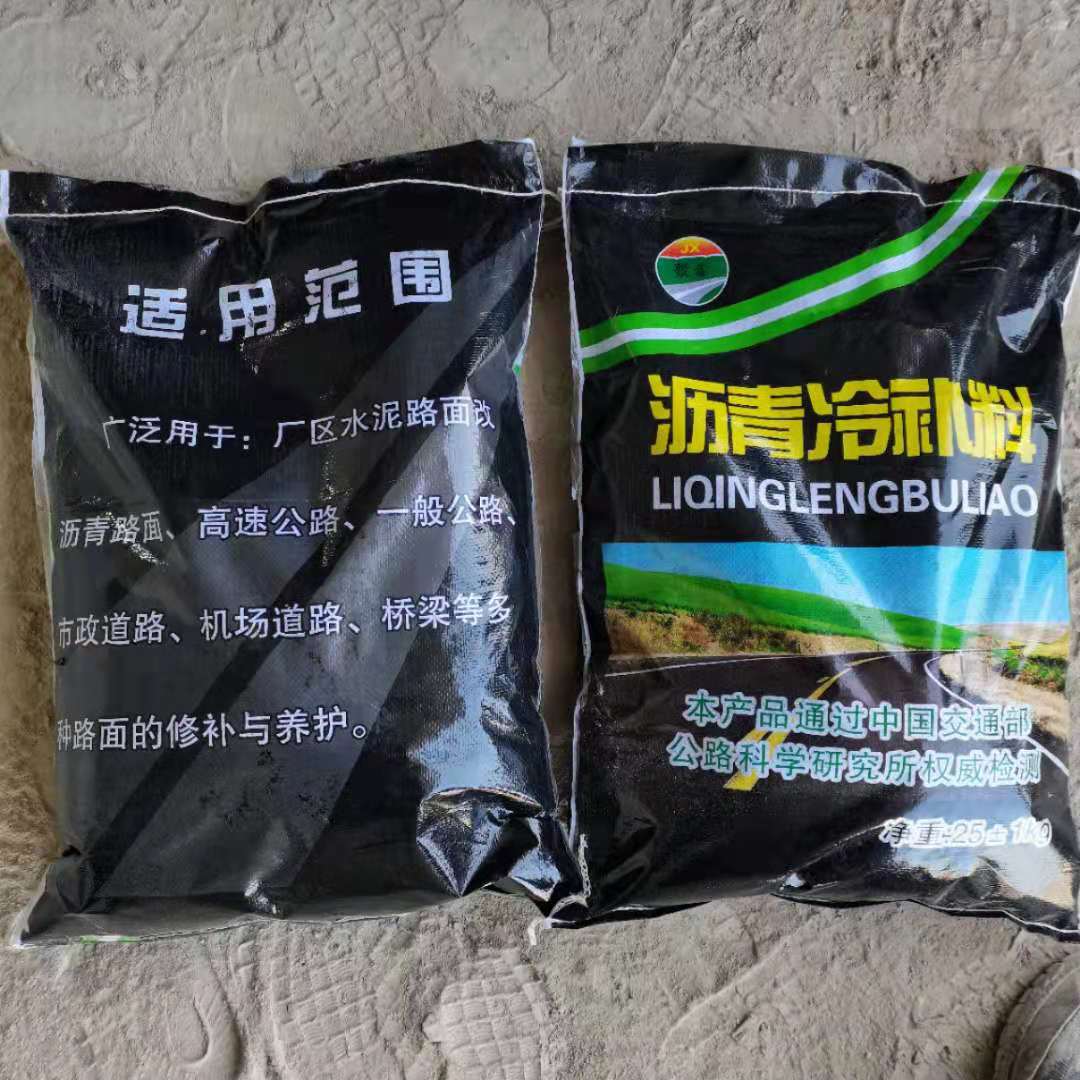 适用范围
广泛用于：厂区水泥路面改
沥青路面、高速公路、一般公路、
市政道路、机场道路、桥梁等多
种路面的修补与养护。
JX
沥青冷补料
LIQINGLENGBULIAO
本产品通过中国交通部
公路科学研究所权威检测
净重:25±1kg